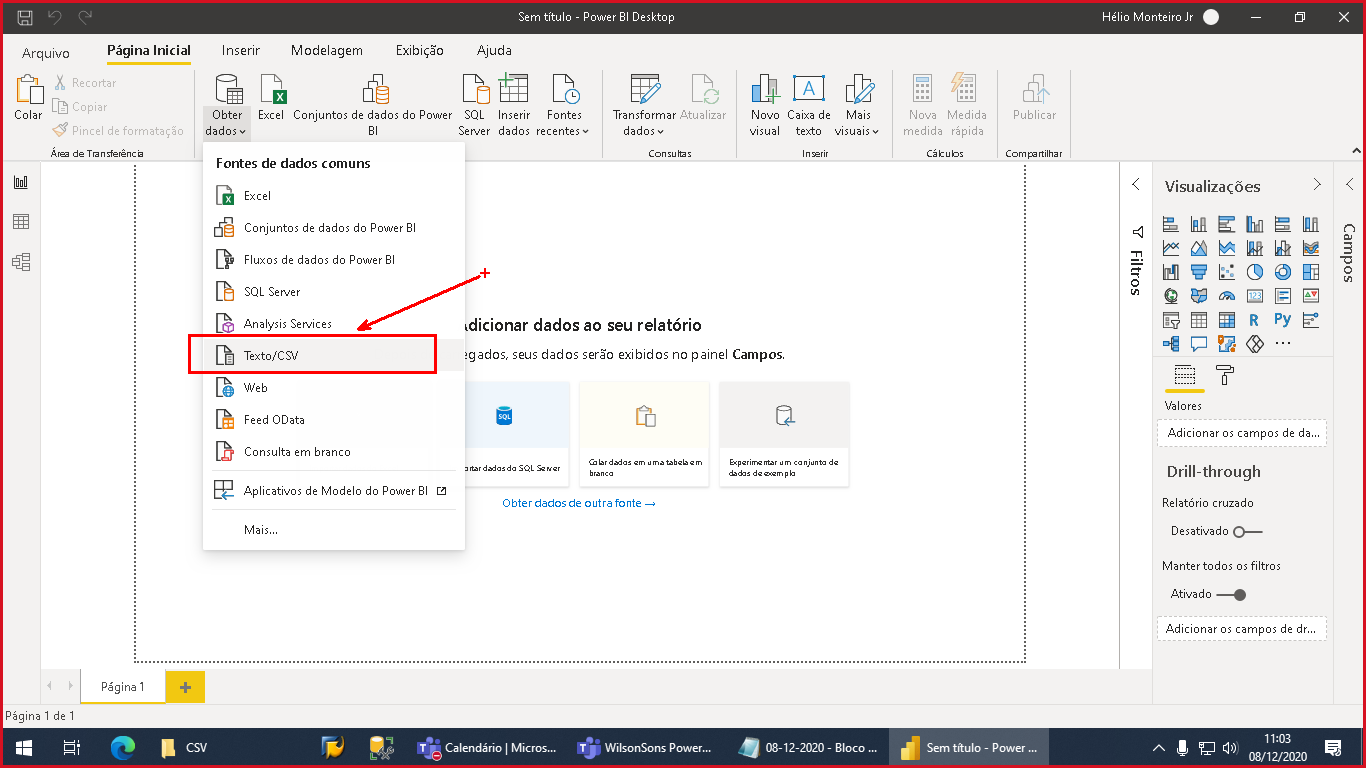 Sem título - Power BI Desktop
Hélio Monteiro Jr
Arquivo
Página Inicial
Inserir
Modelagem
Exibição
Ajuda
Colar
Recortar
Copiar
Pincel de formatação
Área de Transferência
Obter
dados
Excel
Conjuntos de dados do Power
BI
SQL
Server
Inserir
dados
Fontes
recentes
Transformar
dados
Atualizar
Consultas
Novo
visual
Caixa de
texto
Mais
visuais
Inserir
Nova
medida
Medida
rápida
Cálculos
Publicar
Compartilhar
Fontes de dados comuns
Excel
Conjuntos de dados do Power BI
Fluxos de dados do Power BI
SQL Server
Analysis Services
Texto/CSV
Web
Feed OData
Consulta em branco
Aplicativos de Modelo do Power BI
Mais...
Adicionar dados ao seu relatório
egados, seus dados serão exibidos no painel Campos.
SQL
ortar dados do SQL Server
Colar dados em uma tabela em
branco
Experimentar um conjunto de
dados de exemplo
Obter dados de outra fonte →
Filtros
Visualizações
123
R
Py
...
Valores
Adicionar os campos de da...
Drill-through
Relatório cruzado
Desativado
Manter todos os filtros
Ativado
Adicionar os campos de dr...
Campos
Página 1
+
Página 1 de 1
CSV
Calendário | Micros...
WilsonSons Power...
08-12-2020 - Bloco ...
Sem título - Power ...
11:03
08/12/2020